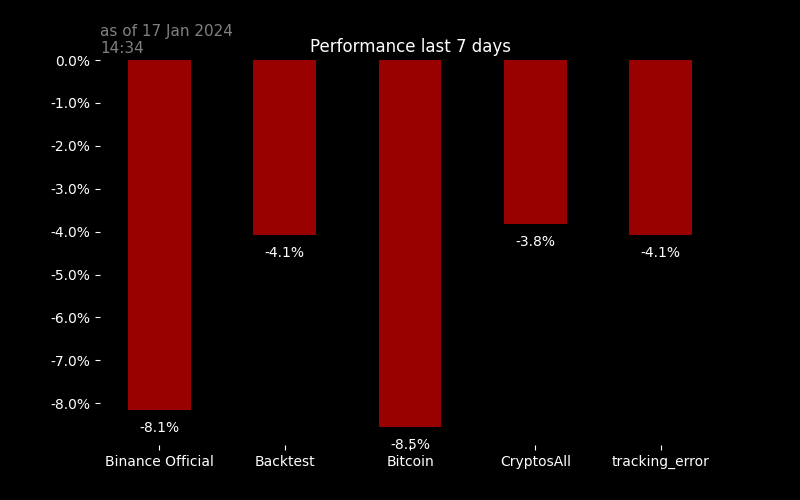 as of 17 Jan 2024
14:34
Performance last 7 days
0.0%
-1.0%
-2.0%
-3.0%
-4.0%
-5.0%
-6.0%
-7.0%
-8.0%
-8.1%
-4.1%
-8.5%
-3.8%
-4.1%
Binance Official
Backtest
Bitcoin
CryptosAll
tracking_error